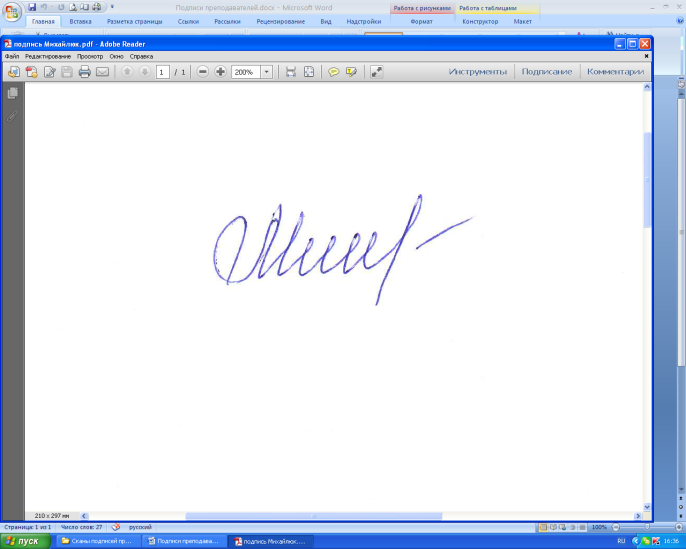 Подписи преподавателей.docx - Microsoft Word
Работа с рисунками
Работа с таблицами
Главная Вставка Разметка страницы Ссылки Рассылки Рецензирование Вид Надстройки Формат Конструктор Макет
подпись Михайлюк.pdf - Adobe Reader
Файл Редактирование Просмотр Окно Справка
1 / 1 200% Инструменты Подписание Комментарии
210 x 297 мм
Страница: 1 из 1 Число слов: 27 русский 100%
пуск Сканы подписей пр... Подписи преподава... подпись Михайлюк.... RU 16:36